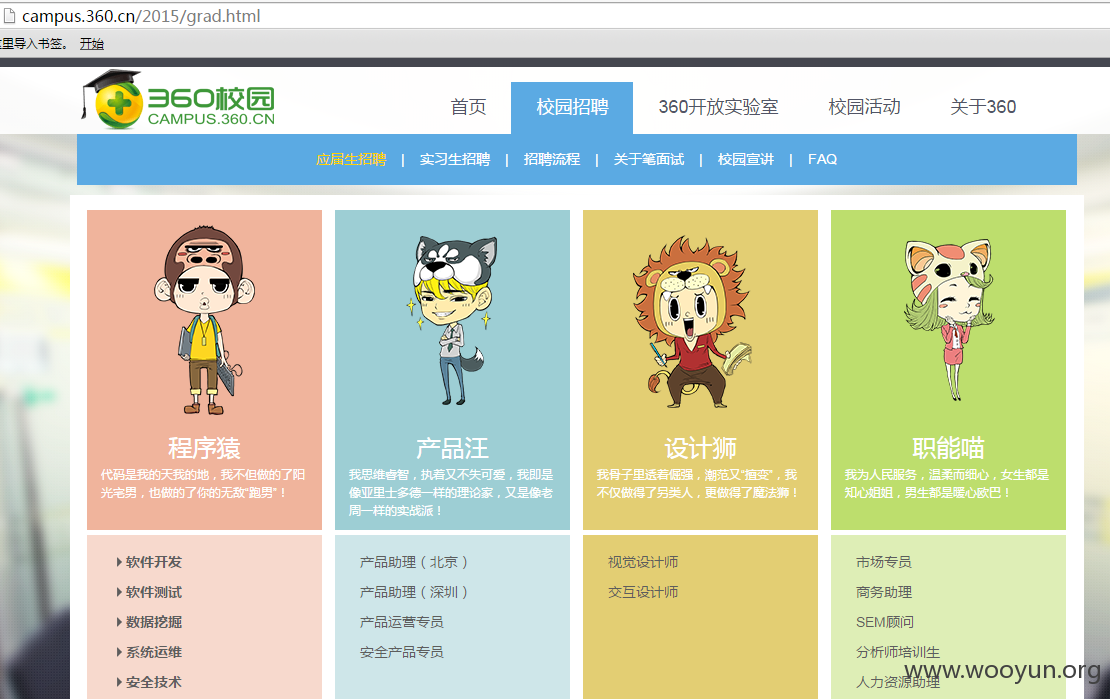 campus.360.cn/2015/grad.html
里导入书签。 开始
360校园
CAMPUS.360.CN
首页 校园招聘 360开放实验室 校园活动 关于360
应届生招聘 | 实习生招聘 | 招聘流程 | 关于笔面试 | 校园宣讲 | FAQ
程序猿
代码是我的天我的地，我不但做的了阳
光宅男，也做的了你的无敌“跑男”！
产品汪
我思维睿智，执着又不失可爱，我即是
像亚里士多德一样的理论家，又是像老
周一样的实战派！
设计狮
我骨子里透着倔强，潮范又“揎变”，我
不仅做得了另类人，更做得了魔法狮！
职能喵
我为人民服务，温柔而细心，女生都是
知心姐姐，男生都是暖心欧巴！
软件开发
软件测试
数据挖掘
系统运维
安全技术
产品助理（北京）
产品助理（深圳）
产品运营专员
安全产品专员
视觉设计师
交互设计师
市场专员
商务助理
SEM顾问
分析师培训生
人力资源助理
www.wooyun.org